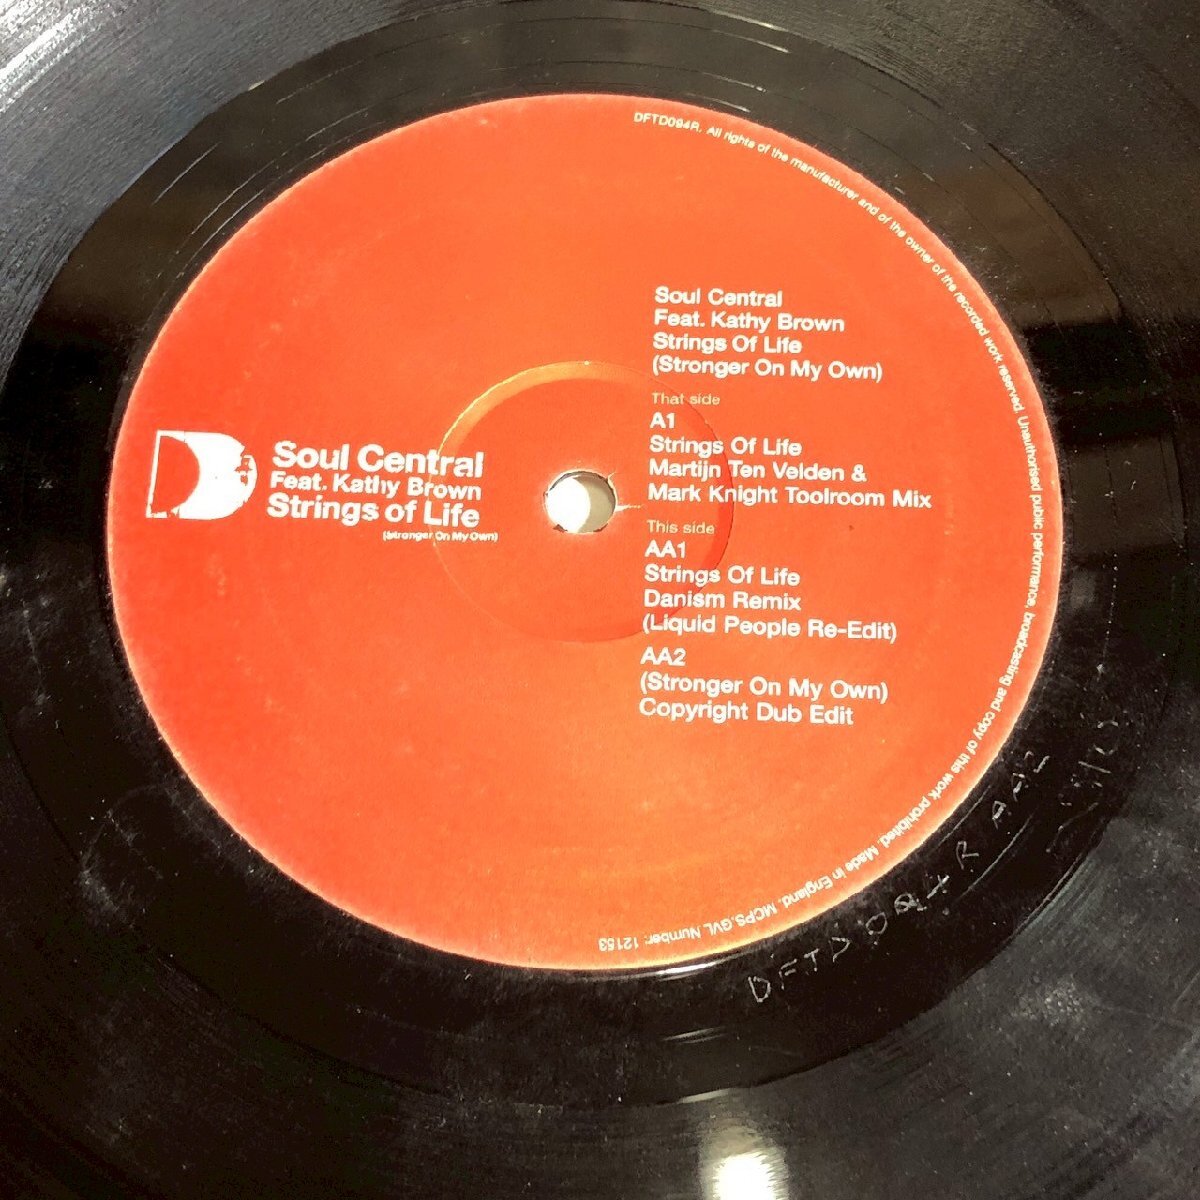 Soul Central
Feat. Kathy Brown
Strings of Life
(Stronger On My Own)
Soul Central
Feat. Kathy Brown
Strings Of Life
(Stronger On My Own)
That side
A1
Strings Of Life
Martijn Ten Velden &
Mark Knight Toolroom Mix
This side
AA1
Strings Of Life
Danism Remix
(Liquid People Re-Edit)
AA2
(Stronger On My Own)
Copyright Dub Edit
DFTD094R. All rights of the manufacturer and of the owner of the recorded work reserved. Unauthorised public performance, broadcasting and copy of this work prohibited. Made in England. MCPS.GVL Number: 12153
DFTD094R AA2